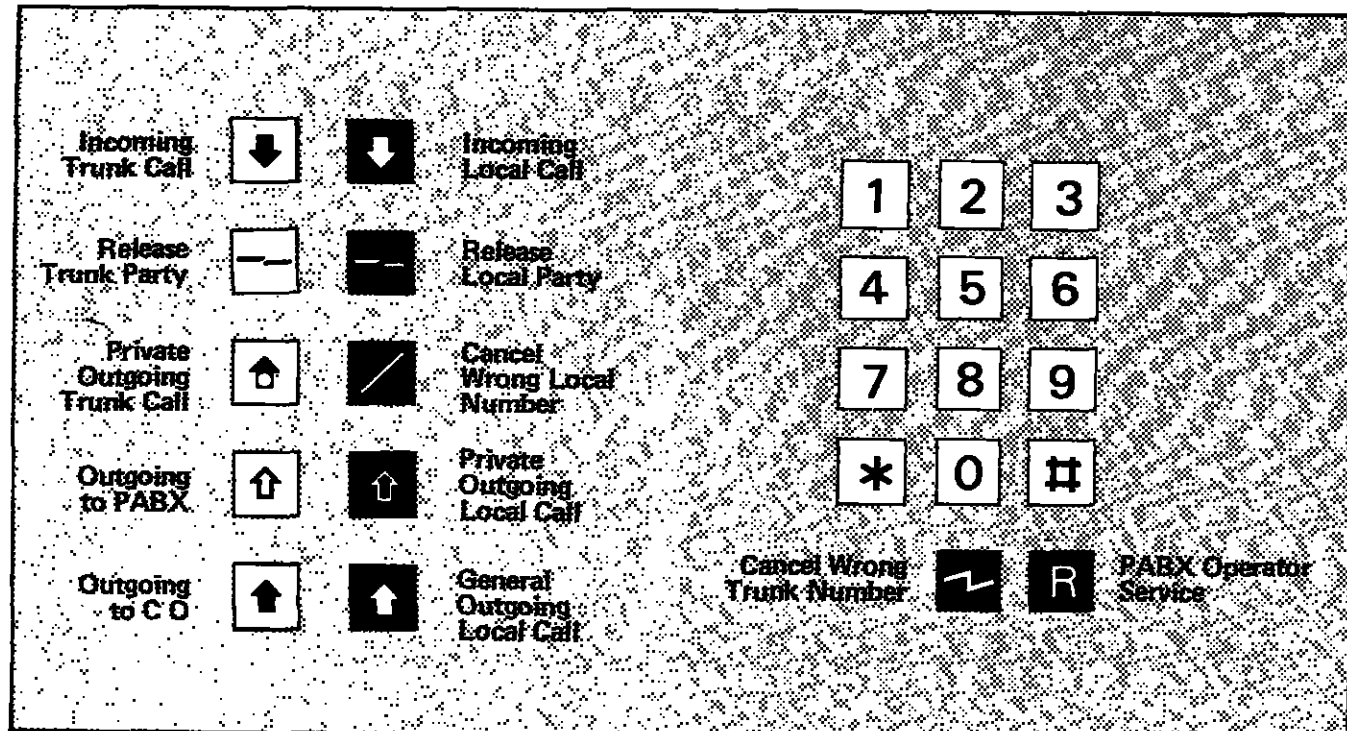 Incoming
Trunk Call
Incoming
Local Call
Release
Trunk Party
Release
Local Party
Private
Outgoing
Trunk Call
Cancel
Wrong Local
Number
Outgoing
to PABX
Private
Outgoing
Local Call
Outgoing
to C O
General
Outgoing
Local Call
1 2 3
4 5 6
7 8 9
* 0 #
Cancel Wrong
Trunk Number
R
PABX Operator
Service